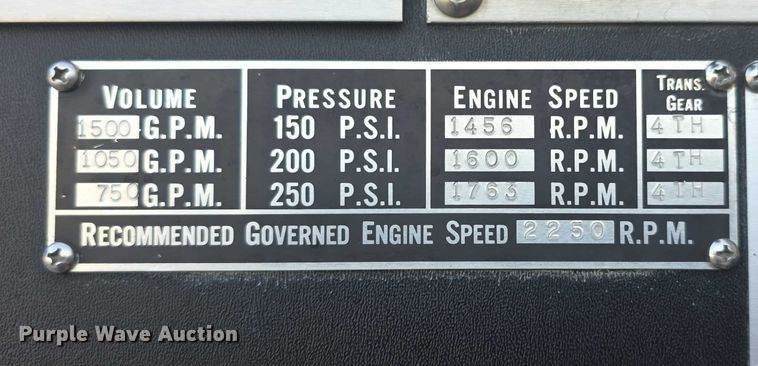 VOLUME PRESSURE ENGINE SPEED TRANS. GEAR
1500 G.P.M. 150 P.S.I. 1456 R.P.M. 4TH
1050 G.P.M. 200 P.S.I. 1600 R.P.M. 4TH
750 G.P.M. 250 P.S.I. 1763 R.P.M. 4TH
RECOMMENDED GOVERNED ENGINE SPEED 2250 R.P.M.
Purple Wave Auction